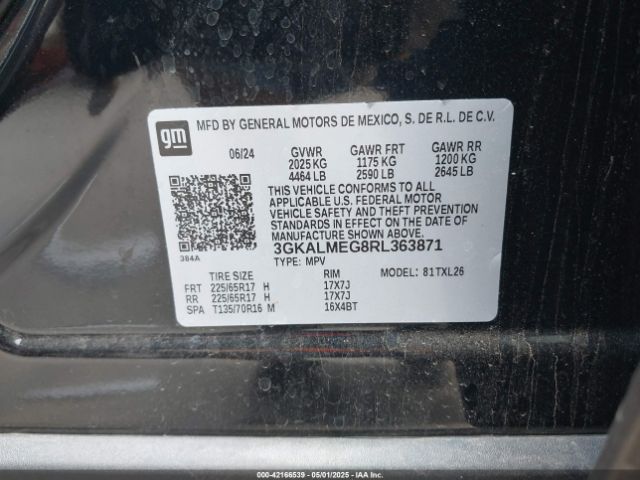 gm
MFD BY GENERAL MOTORS DE MEXICO, S. DE R.L. DE C.V.
06/24 GVWR GAWR FRT GAWR RR
2025 KG 1175 KG 1200 KG
4464 LB 2590 LB 2645 LB
THIS VEHICLE CONFORMS TO ALL
APPLICABLE U.S. FEDERAL MOTOR
VEHICLE SAFETY AND THEFT PREVENTION
STANDARDS IN EFFECT ON THE DATE OF
MANUFACTURE SHOWN ABOVE.
3GKALMEG8RL363871
384A
TYPE: MPV MODEL: 81TXL26
TIRE SIZE RIM
FRT 225/65R17 H 17X7J
RR 225/65R17 H 17X7J
SPA T135/70R16 M 16X4BT
000-42166539 - 05/01/2025 - IAAI.COM